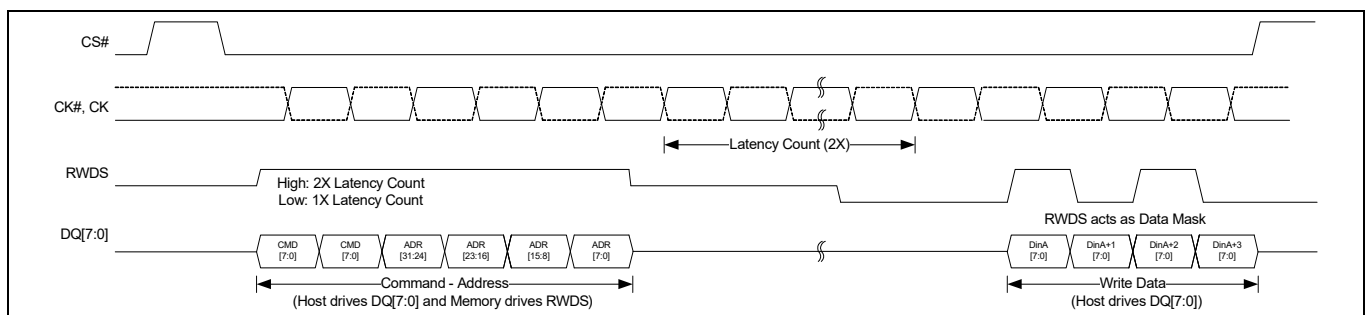 CS#
CK#, CK
Latency Count (2X)
RWDS
High: 2X Latency Count
Low: 1X Latency Count
RWDS acts as Data Mask
DQ[7:0]
CMD [7:0]
CMD [7:0]
ADR [31:24]
ADR [23:16]
ADR [15:8]
ADR [7:0]
DinA [7:0]
DinA+1 [7:0]
DinA+2 [7:0]
DinA+3 [7:0]
Command - Address
(Host drives DQ[7:0] and Memory drives RWDS)
Write Data
(Host drives DQ[7:0])